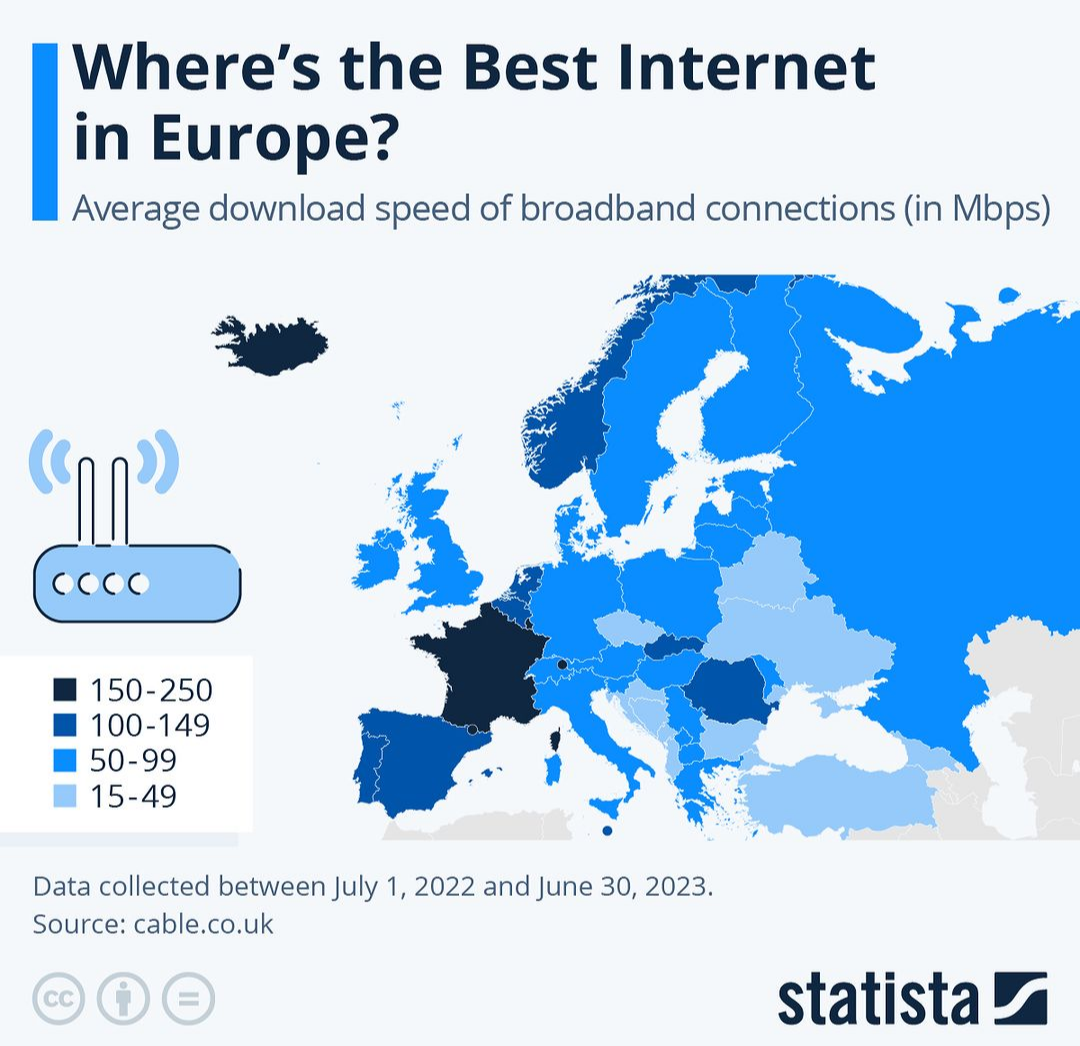 Where’s the Best Internet
in Europe?
Average download speed of broadband connections (in Mbps)
150-250
100-149
50-99
15-49
Data collected between July 1, 2022 and June 30, 2023.
Source: cable.co.uk
cc
=
statista